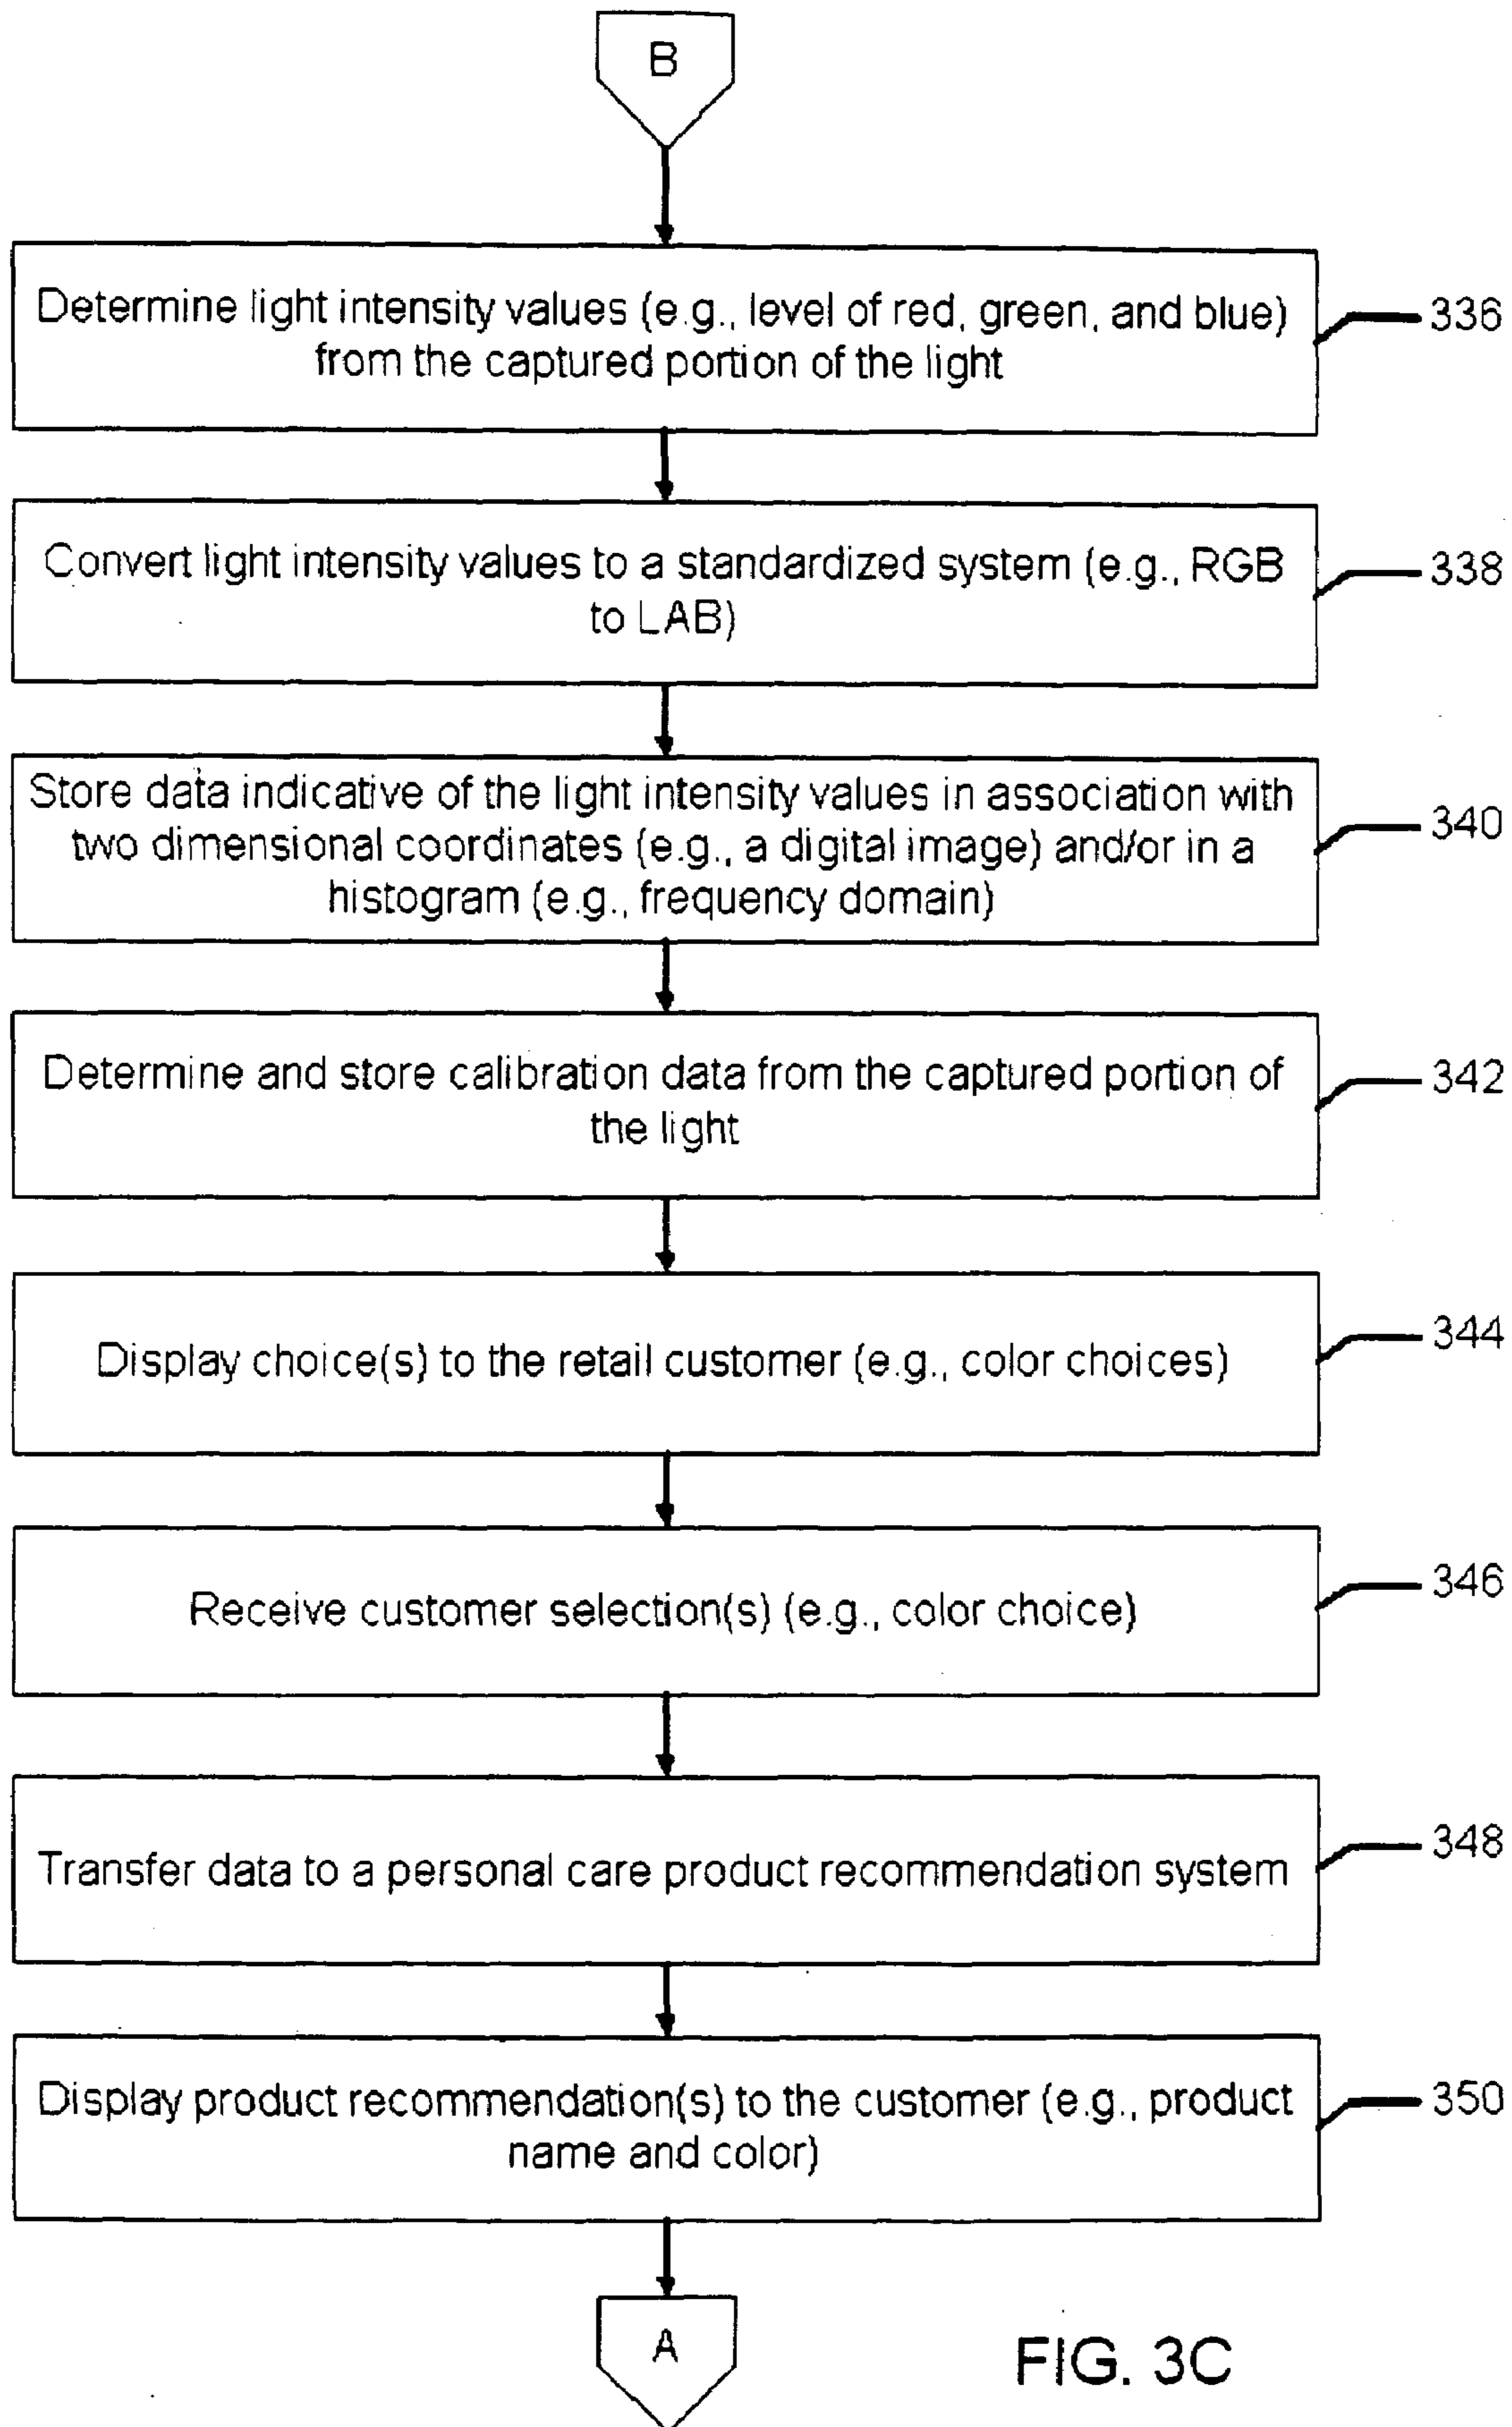 B
Determine light intensity values (e.g., level of red, green, and blue)
from the captured portion of the light
336
Convert light intensity values to a standardized system (e.g., RGB
to LAB)
338
Store data indicative of the light intensity values in association with
two dimensional coordinates (e.g., a digital image) and/or in a
histogram (e.g., frequency domain)
340
Determine and store calibration data from the captured portion of
the light
342
Display choice(s) to the retail customer (e.g., color choices)
344
Receive customer selection(s) (e.g., color choice)
346
Transfer data to a personal care product recommendation system
348
Display product recommendation(s) to the customer (e.g., product
name and color)
350
A
FIG. 3C